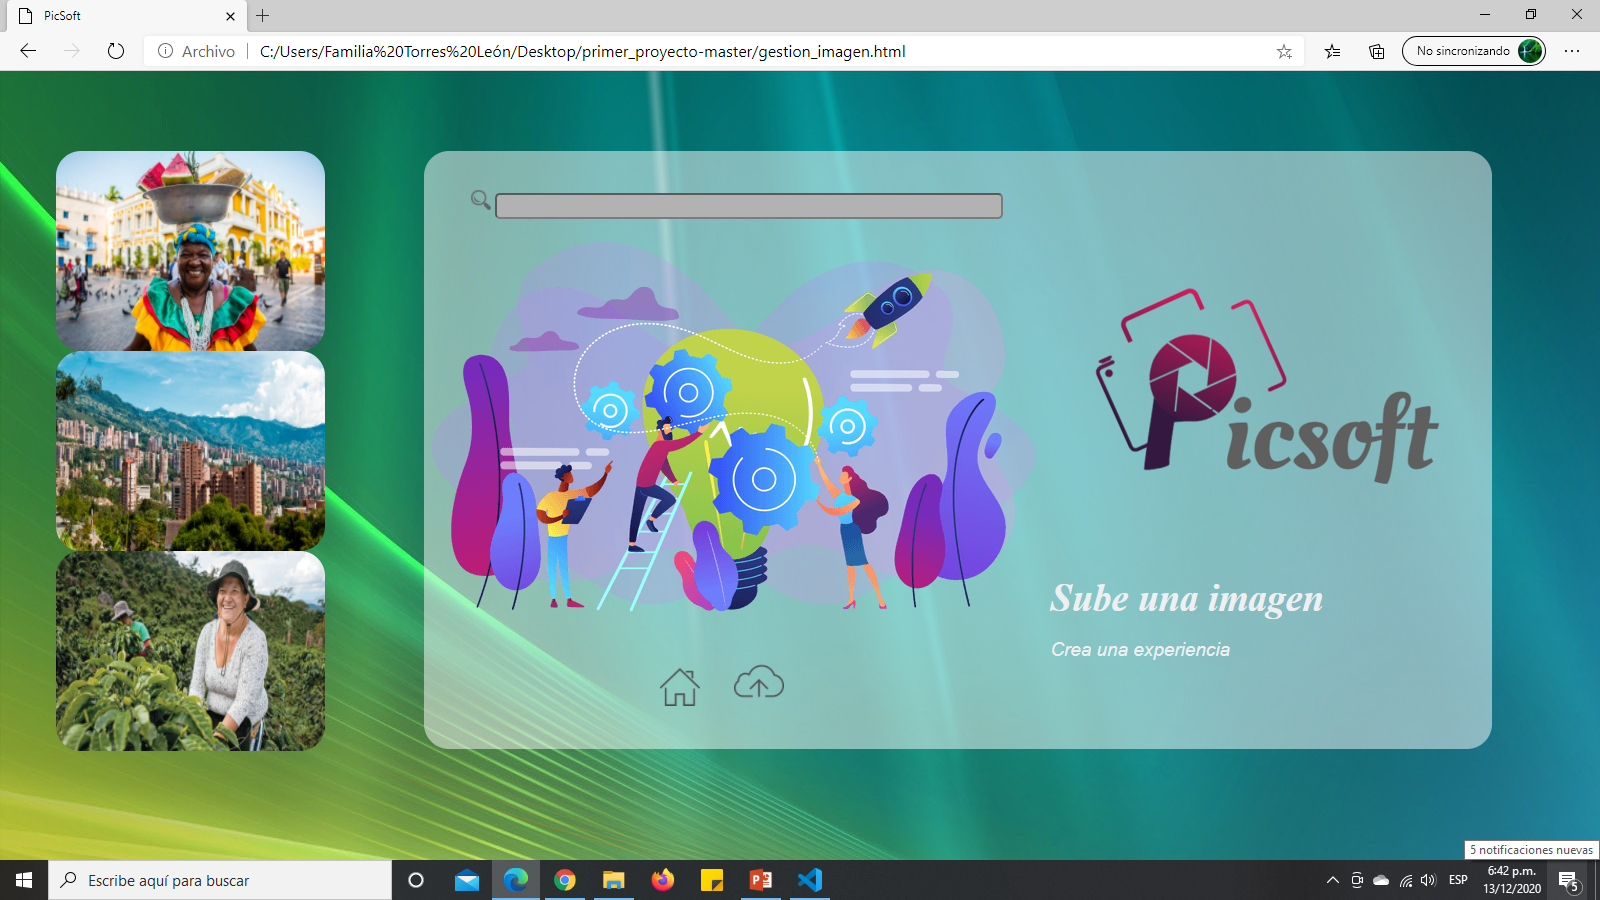 PicSoft
Archivo
C:/Users/Familia%20Torres%20León/Desktop/primer_proyecto-master/gestion_imagen.html
No sincronizando
Picsoft
Sube una imagen
Crea una experiencia
5 notificaciones nuevas
Escribe aquí para buscar
ESP
6:42 p.m.
13/12/2020
5